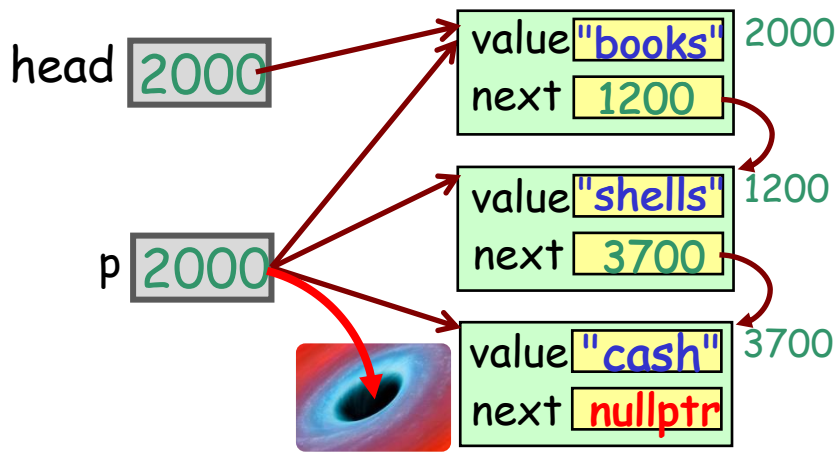 head 2000
value "books" 2000
next 1200
value "shells" 1200
next 3700
p 2000
value "cash" 3700
next nullptr